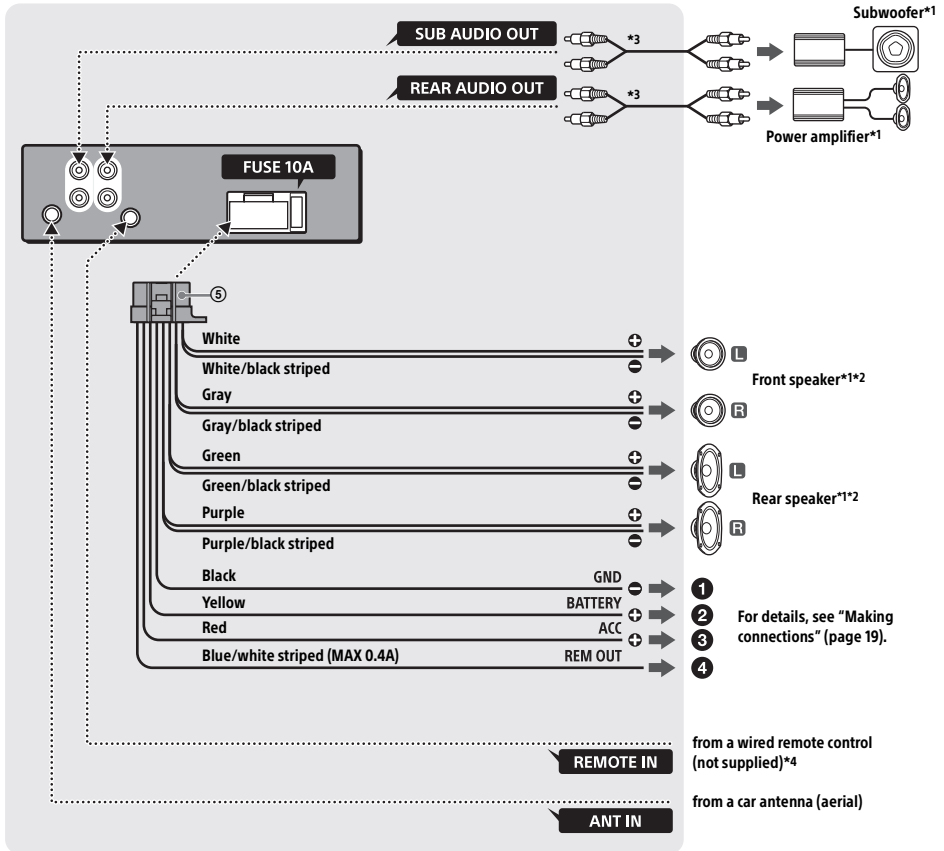 Subwoofer*1
SUB AUDIO OUT
*3
REAR AUDIO OUT
*3
Power amplifier*1
FUSE 10A
⑤
White
White/black striped
L
Front speaker*1*2
Gray
Gray/black striped
R
Green
Green/black striped
L
Rear speaker*1*2
Purple
Purple/black striped
R
Black GND ❶
Yellow BATTERY ❷
Red ACC ❸
Blue/white striped (MAX 0.4A) REM OUT ❹
For details, see “Making
connections” (page 19).
from a wired remote control
(not supplied)*4
REMOTE IN
from a car antenna (aerial)
ANT IN